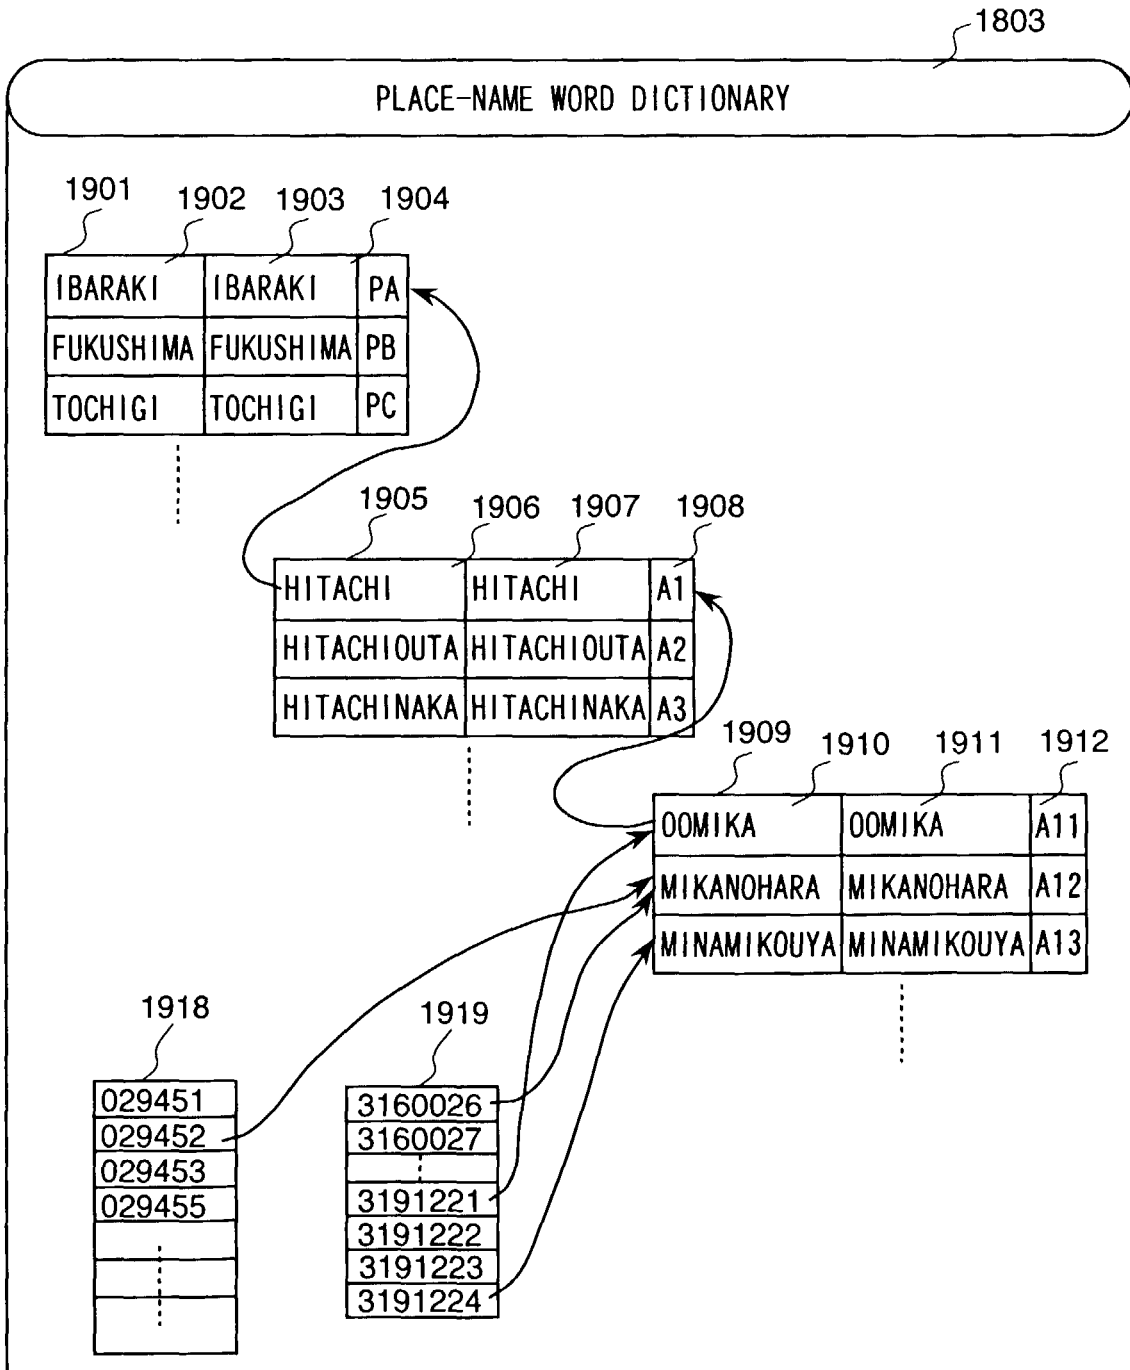 1803
PLACE-NAME WORD DICTIONARY
1901 1902 1903 1904
IBARAKI IBARAKI PA
FUKUSHIMA FUKUSHIMA PB
TOCHIGI TOCHIGI PC
1905 1906 1907 1908
HITACHI HITACHI A1
HITACHIOUTA HITACHIOUTA A2
HITACHINAKA HITACHINAKA A3
1909 1910 1911 1912
OOMIKA OOMIKA A11
MIKANOHARA MIKANOHARA A12
MINAMIKOUYA MINAMIKOUYA A13
1918
029451
029452
029453
029455
1919
3160026
3160027
3191221
3191222
3191223
3191224